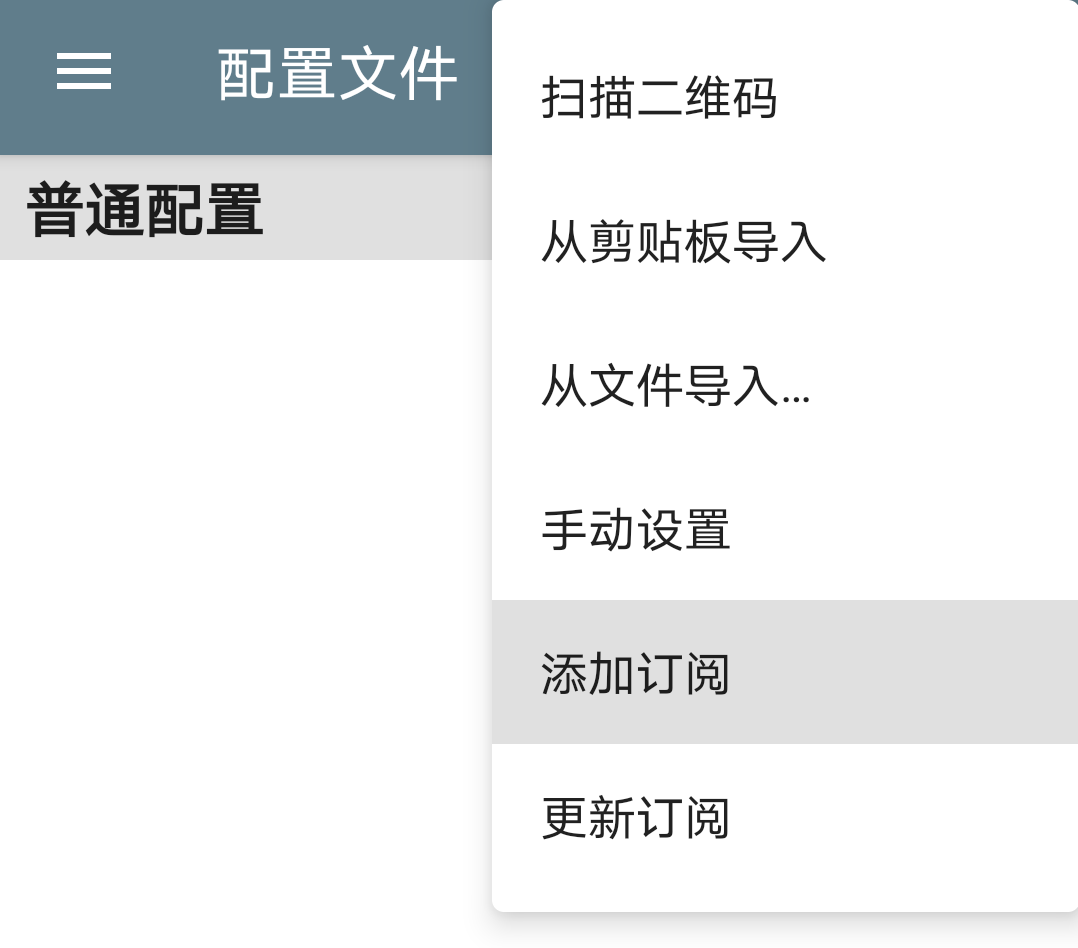 配置文件
普通配置
扫描二维码
从剪贴板导入
从文件导入...
手动设置
添加订阅
更新订阅